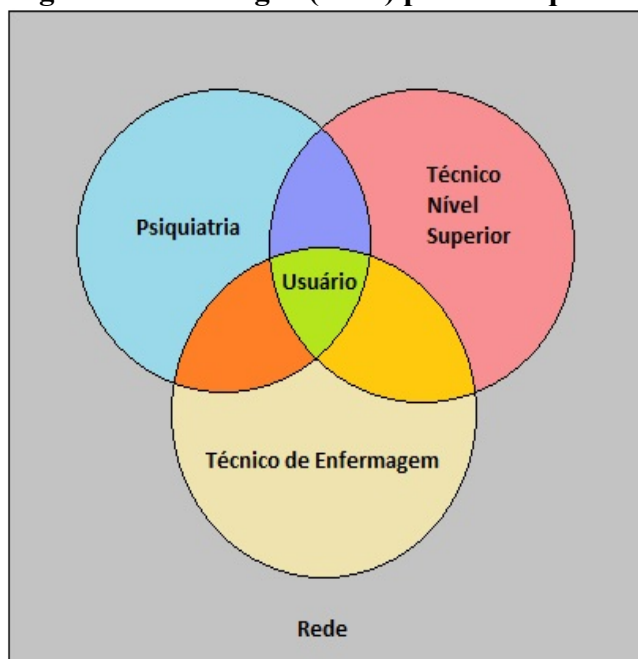 Psiquiatria
Técnico
Nível
Superior
Usuário
Técnico de Enfermagem
Rede